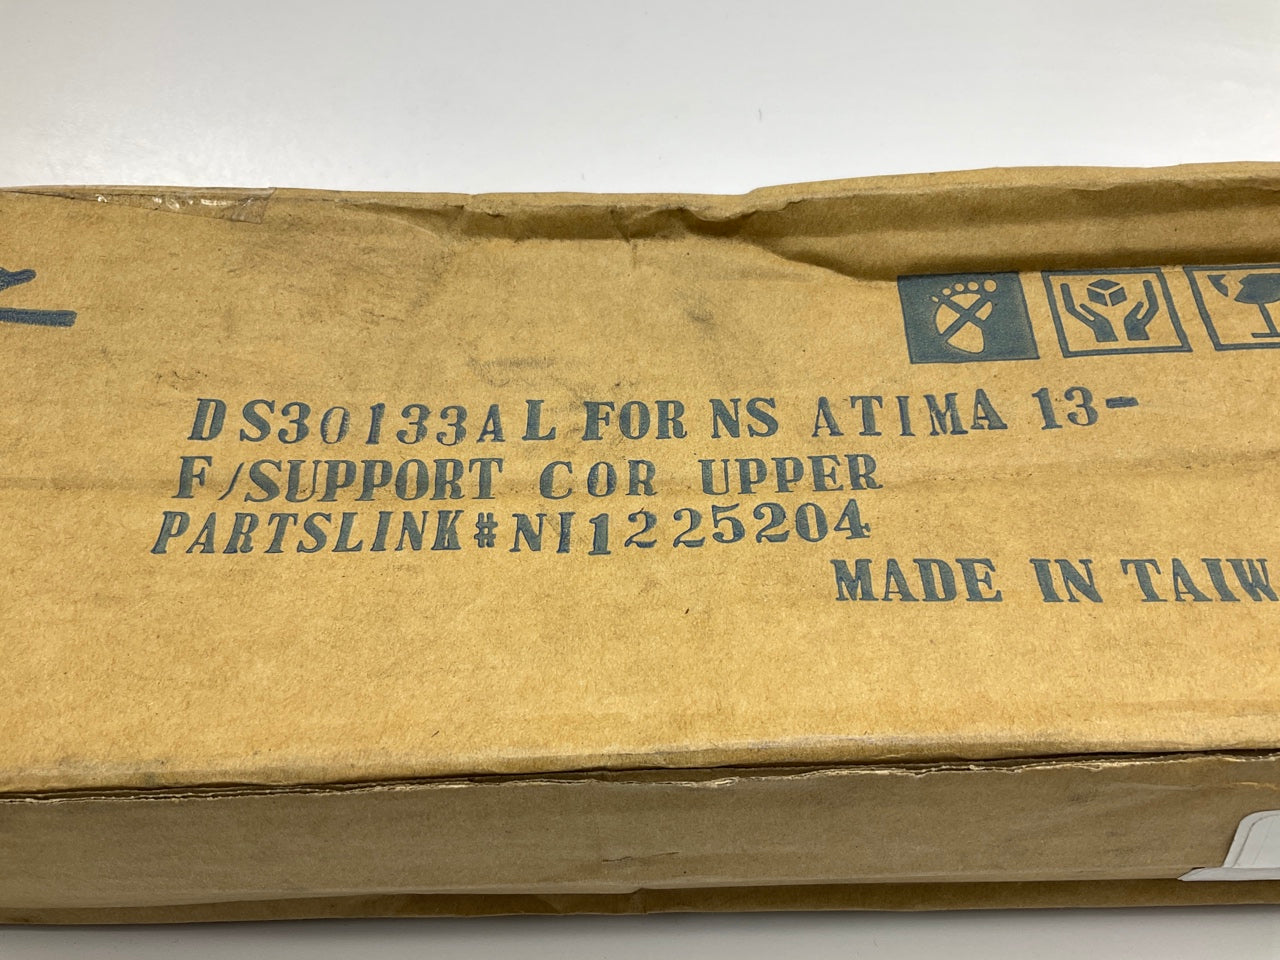 DS30133AL FOR NS ATIMA 13-
F/SUPPORT COR UPPER
PARTSLINK#NI1225204
MADE IN TAIW